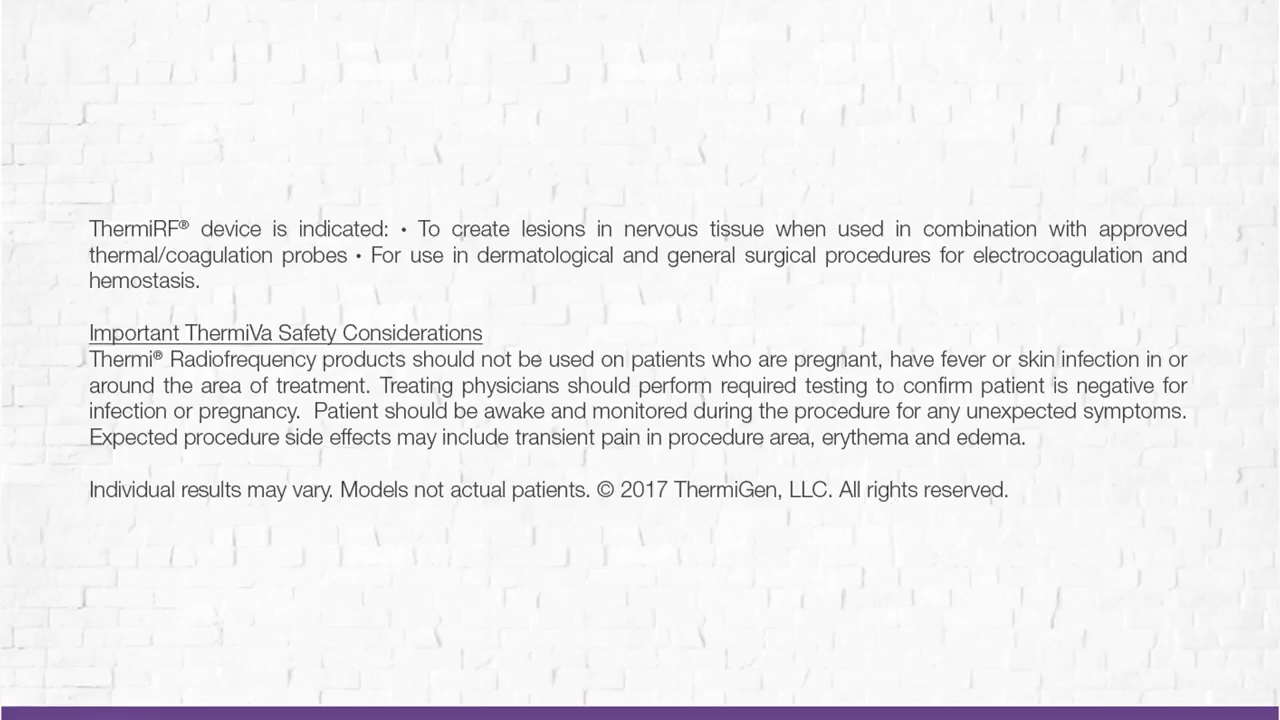 ThermiRF® device is indicated: • To create lesions in nervous tissue when used in combination with approved
thermal/coagulation probes • For use in dermatological and general surgical procedures for electrocoagulation and
hemostasis.
Important ThermiVa Safety Considerations
Thermi® Radiofrequency products should not be used on patients who are pregnant, have fever or skin infection in or
around the area of treatment. Treating physicians should perform required testing to confirm patient is negative for
infection or pregnancy.  Patient should be awake and monitored during the procedure for any unexpected symptoms.
Expected procedure side effects may include transient pain in procedure area, erythema and edema.
Individual results may vary. Models not actual patients. © 2017 ThermiGen, LLC. All rights reserved.